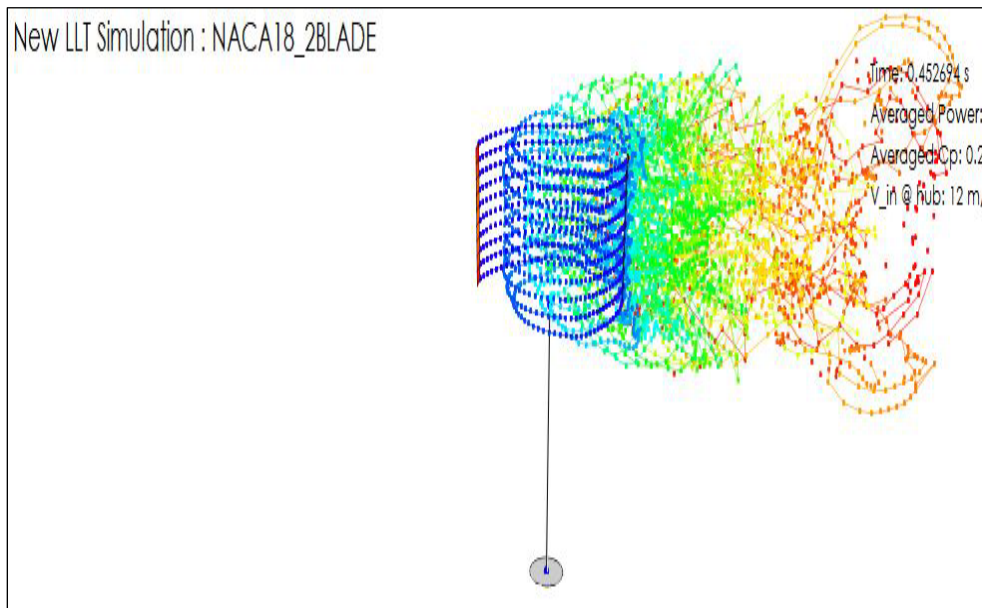 New LLT Simulation : NACA18_2BLADE
Time: 0.452694 s
Averaged Power:
Averaged Cp: 0.2
V_in @ hub: 12 m/